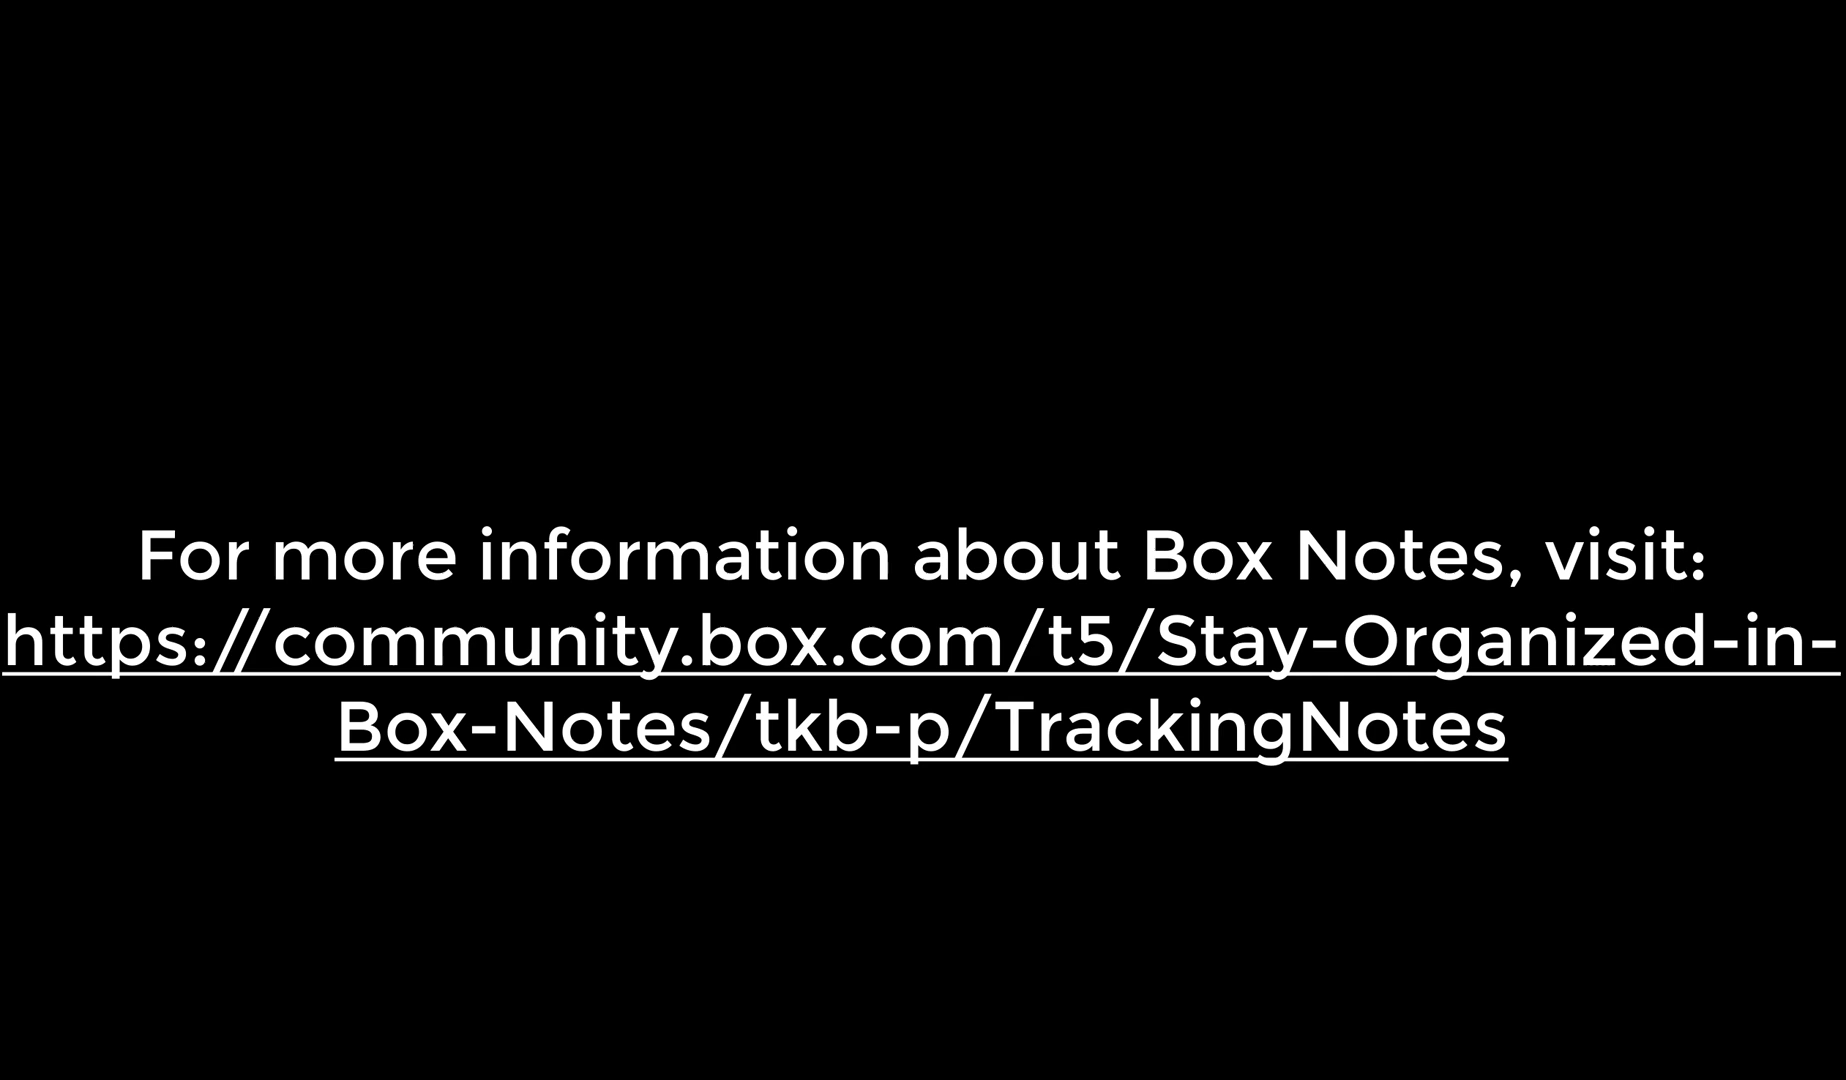 For more information about Box Notes, visit:
https://community.box.com/t5/Stay-Organized-in-
Box-Notes/tkb-p/TrackingNotes